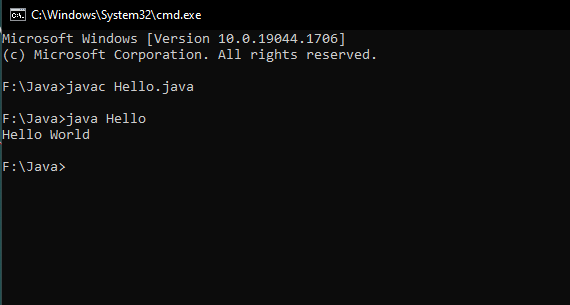 C:\Windows\System32\cmd.exe
Microsoft Windows [Version 10.0.19044.1706]
(c) Microsoft Corporation. All rights reserved.
F:\Java>javac Hello.java
F:\Java>java Hello
Hello World
F:\Java>